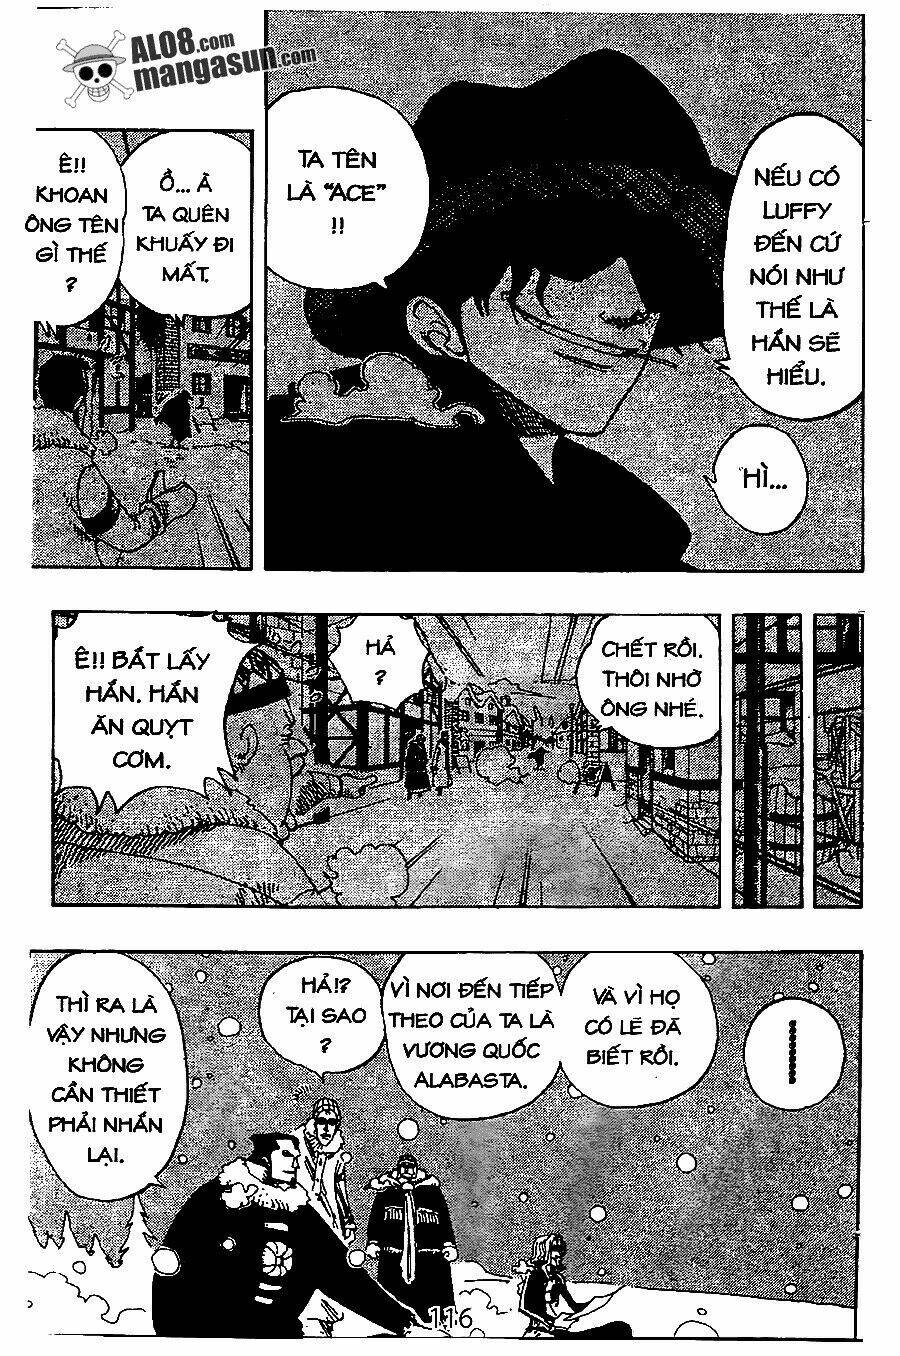 AL08.com
mangasun.com
NẾU CÓ
LUFFY
ĐẾN CỨ
NÓI NHƯ
THẾ LÀ
HẮN SẼ
HIỂU.
HÌ...
TA TÊN
LÀ "ACE"
!!
Ồ... À
TA QUÊN
KHUẤY ĐI
MẤT.
Ê!!
KHOAN
ÔNG TÊN
GÌ THẾ
?
CHẾT RỒI.
THÔI NHỜ
ÔNG NHÉ.
HẢ
?
Ê!! BẮT LẤY
HẮN. HẮN
ĂN QUỴT
CƠM.
..........
VÀ VÌ HỌ
CÓ LẼ ĐÃ
BIẾT RỒI.
VÌ NƠI ĐẾN TIẾP
THEO CỦA TA LÀ
VƯƠNG QUỐC
ALABASTA.
HẢ!?
TẠI SAO
?
THÌ RA LÀ
VẬY NHƯNG
KHÔNG
CẦN THIẾT
PHẢI NHẮN
LẠI.
116